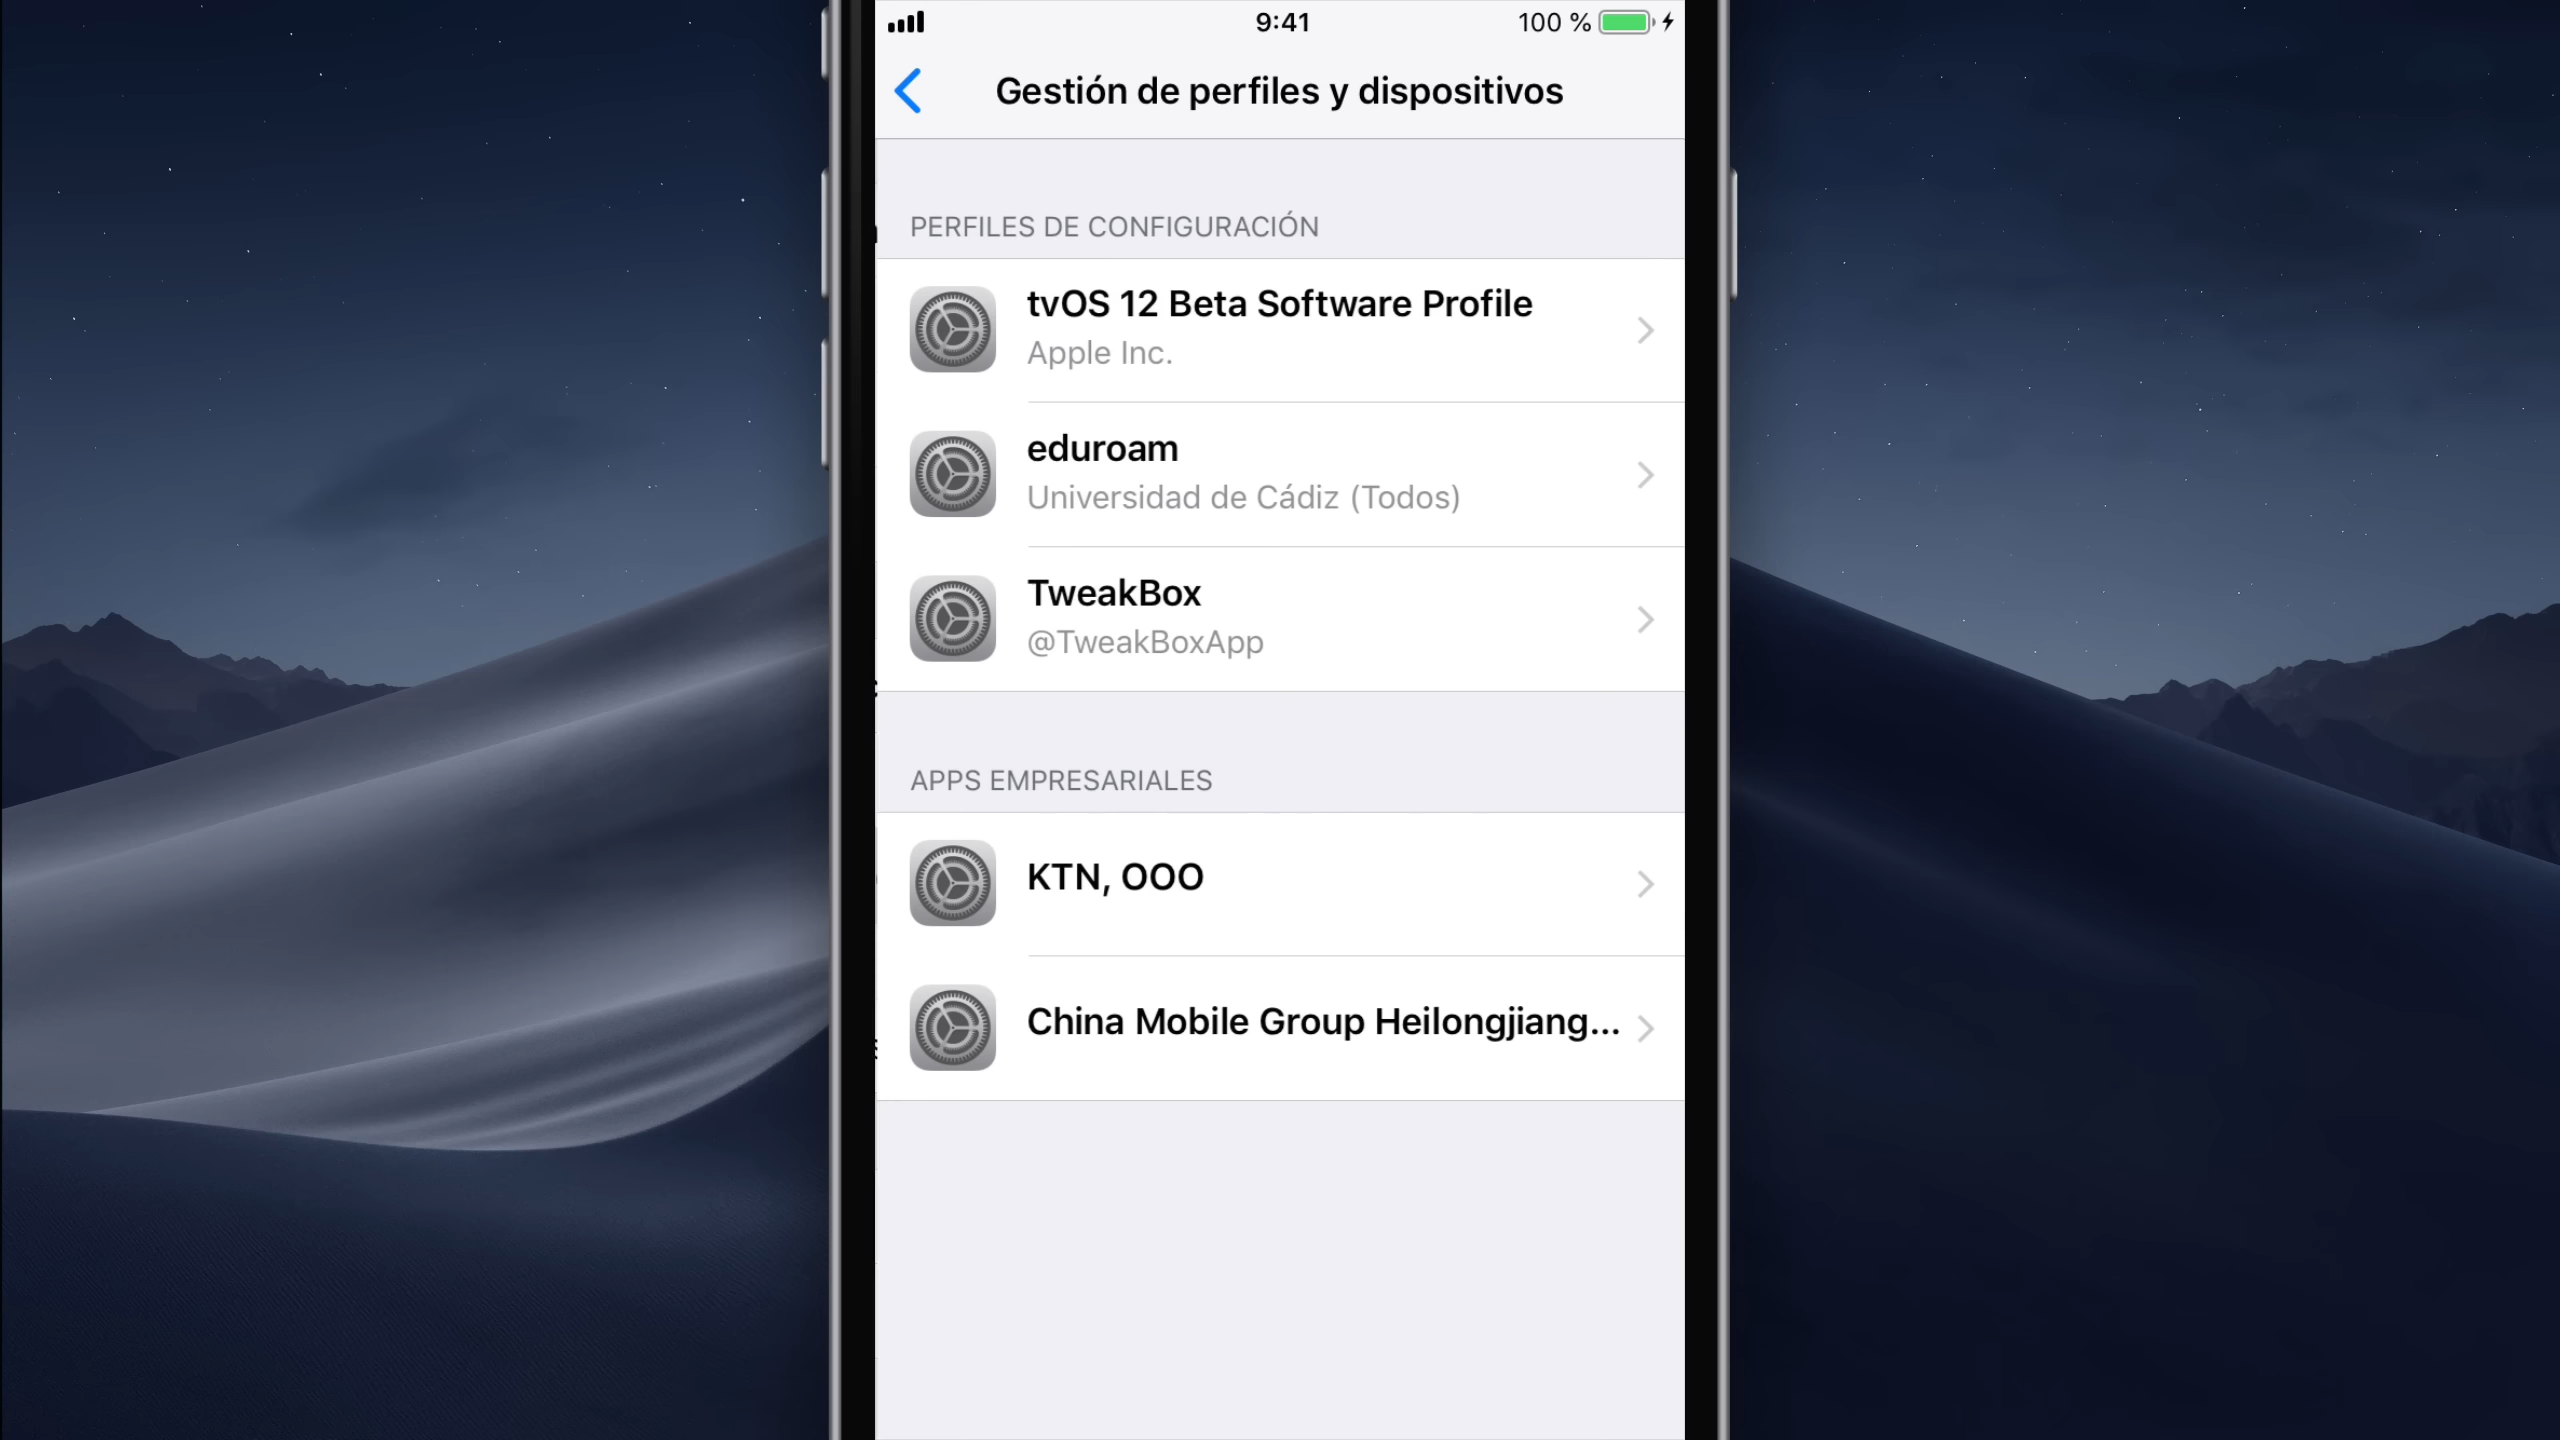 9:41
100 %
Gestión de perfiles y dispositivos
PERFILES DE CONFIGURACIÓN
tvOS 12 Beta Software Profile
Apple Inc.
eduroam
Universidad de Cádiz (Todos)
TweakBox
@TweakBoxApp
APPS EMPRESARIALES
KTN, OOO
China Mobile Group Heilongjiang...